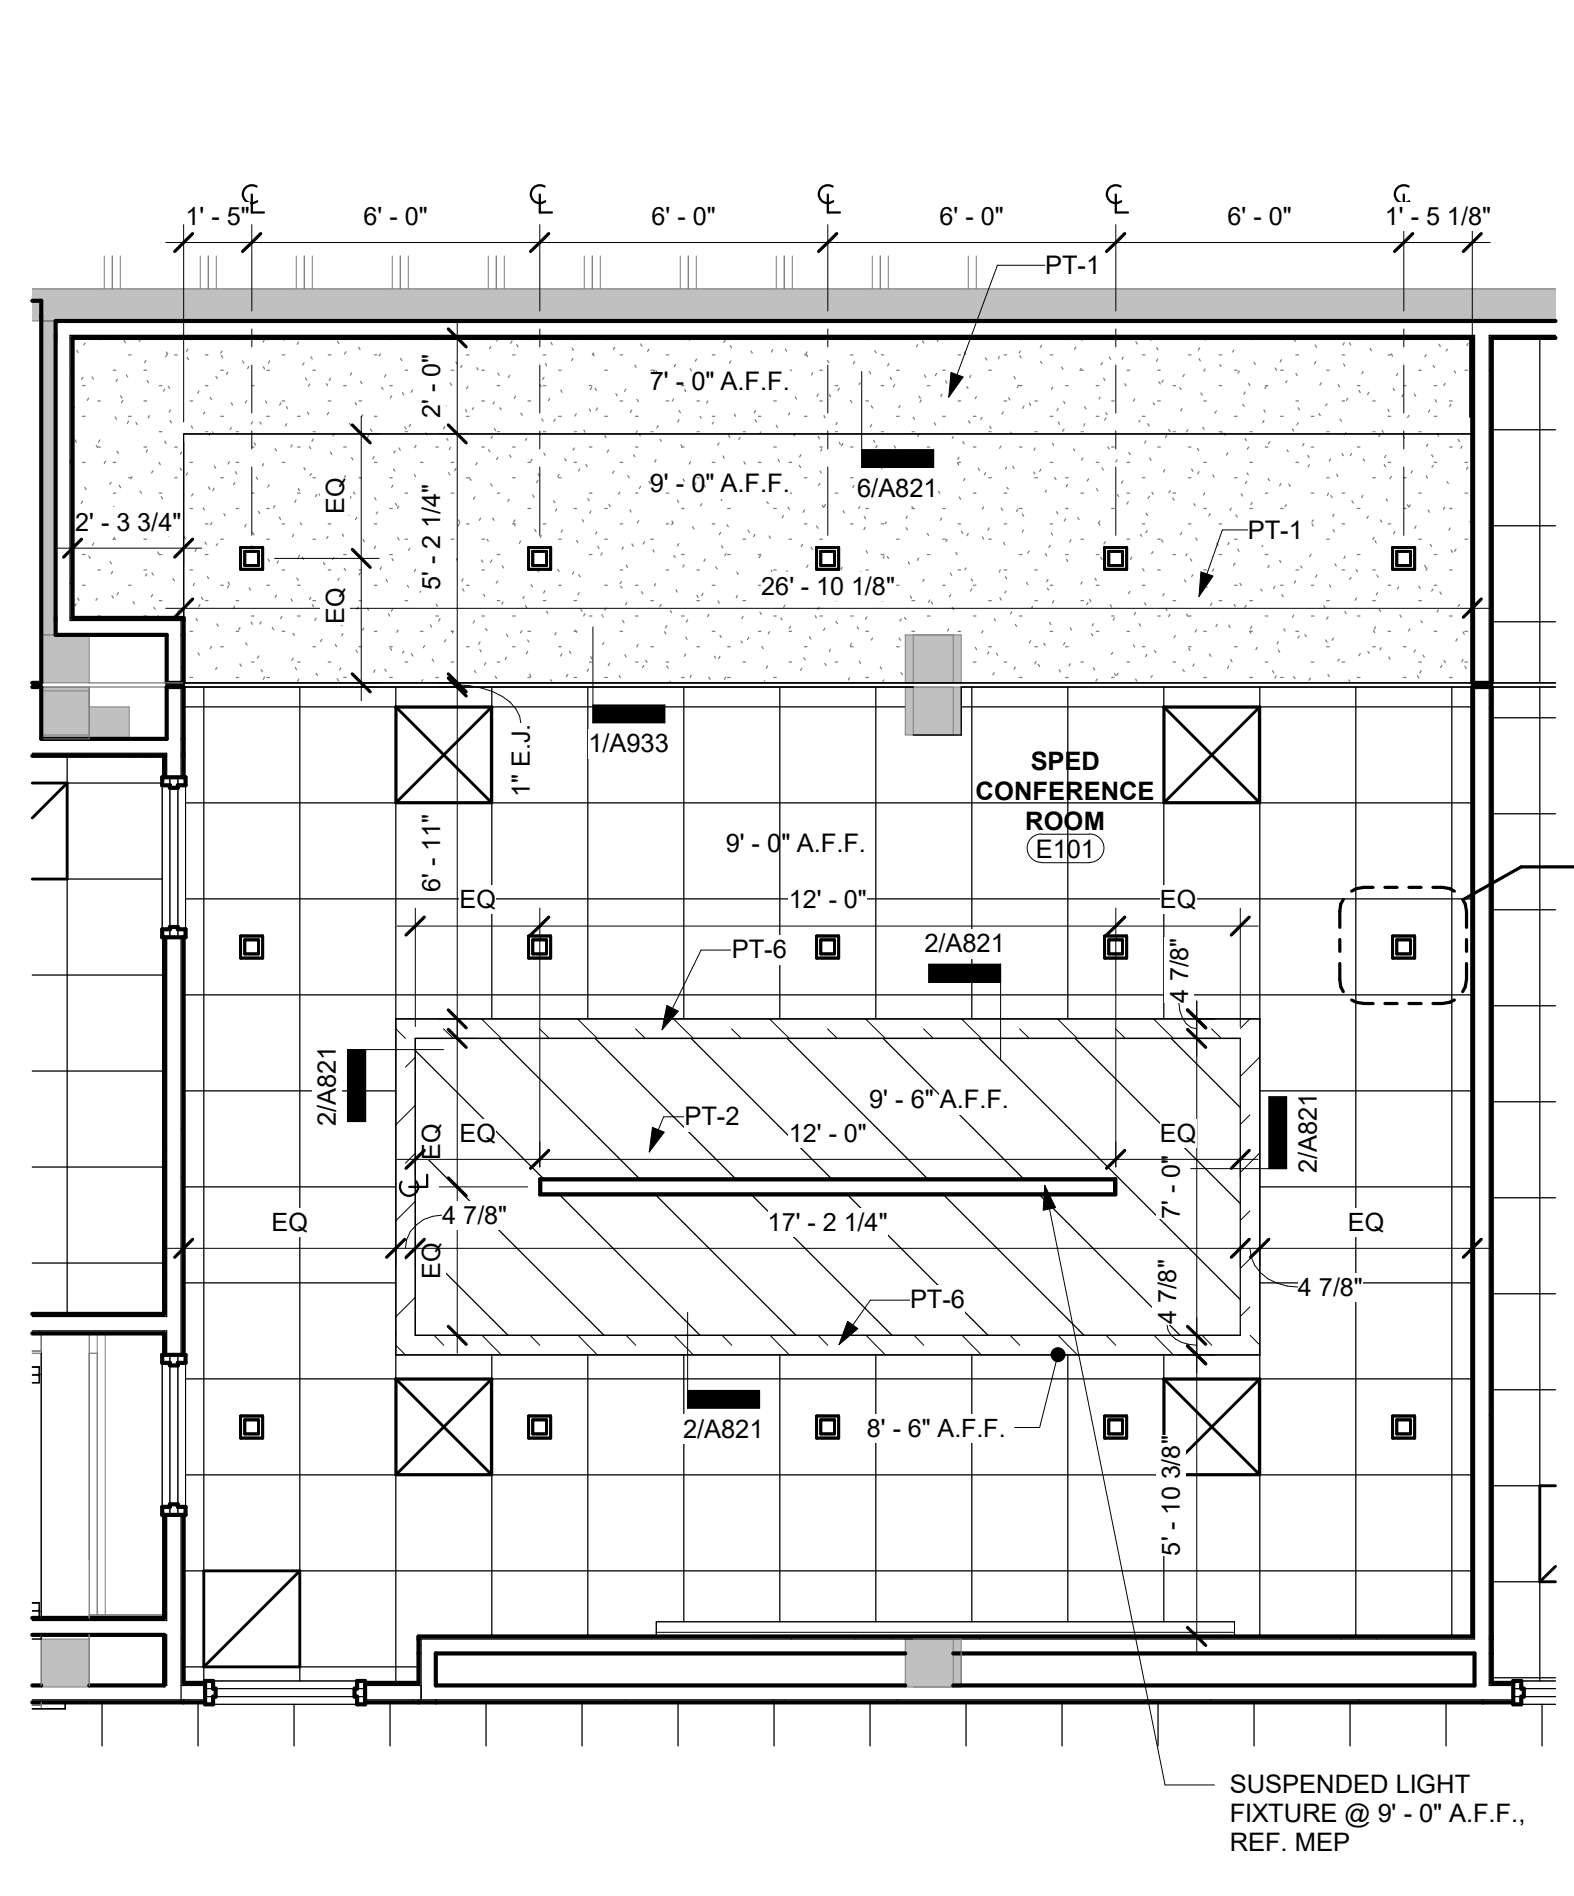 ℄ ℄ ℄ ℄ ℄
1' - 5" 6' - 0" 6' - 0" 6' - 0" 6' - 0" 1' - 5 1/8"
PT-1
7' - 0" A.F.F.
2' - 0"
9' - 0" A.F.F.
6/A821
EQ
5' - 2 1/4"
2' - 3 3/4"
PT-1
26' - 10 1/8"
EQ
1/A933
1" E.J.
SPED
CONFERENCE
ROOM
E101
6' - 11"
9' - 0" A.F.F.
EQ 12' - 0" EQ
PT-6
2/A821
4 7/8"
2/A821
9' - 6" A.F.F.
PT-2
EQ
EQ 12' - 0" EQ
2/A821
℄
7' - 0"
EQ
4 7/8"
17' - 2 1/4"
EQ
EQ
4 7/8"
4 7/8"
PT-6
2/A821
8' - 6" A.F.F.
5' - 10 3/8"
SUSPENDED LIGHT
FIXTURE @ 9' - 0" A.F.F.,
REF. MEP